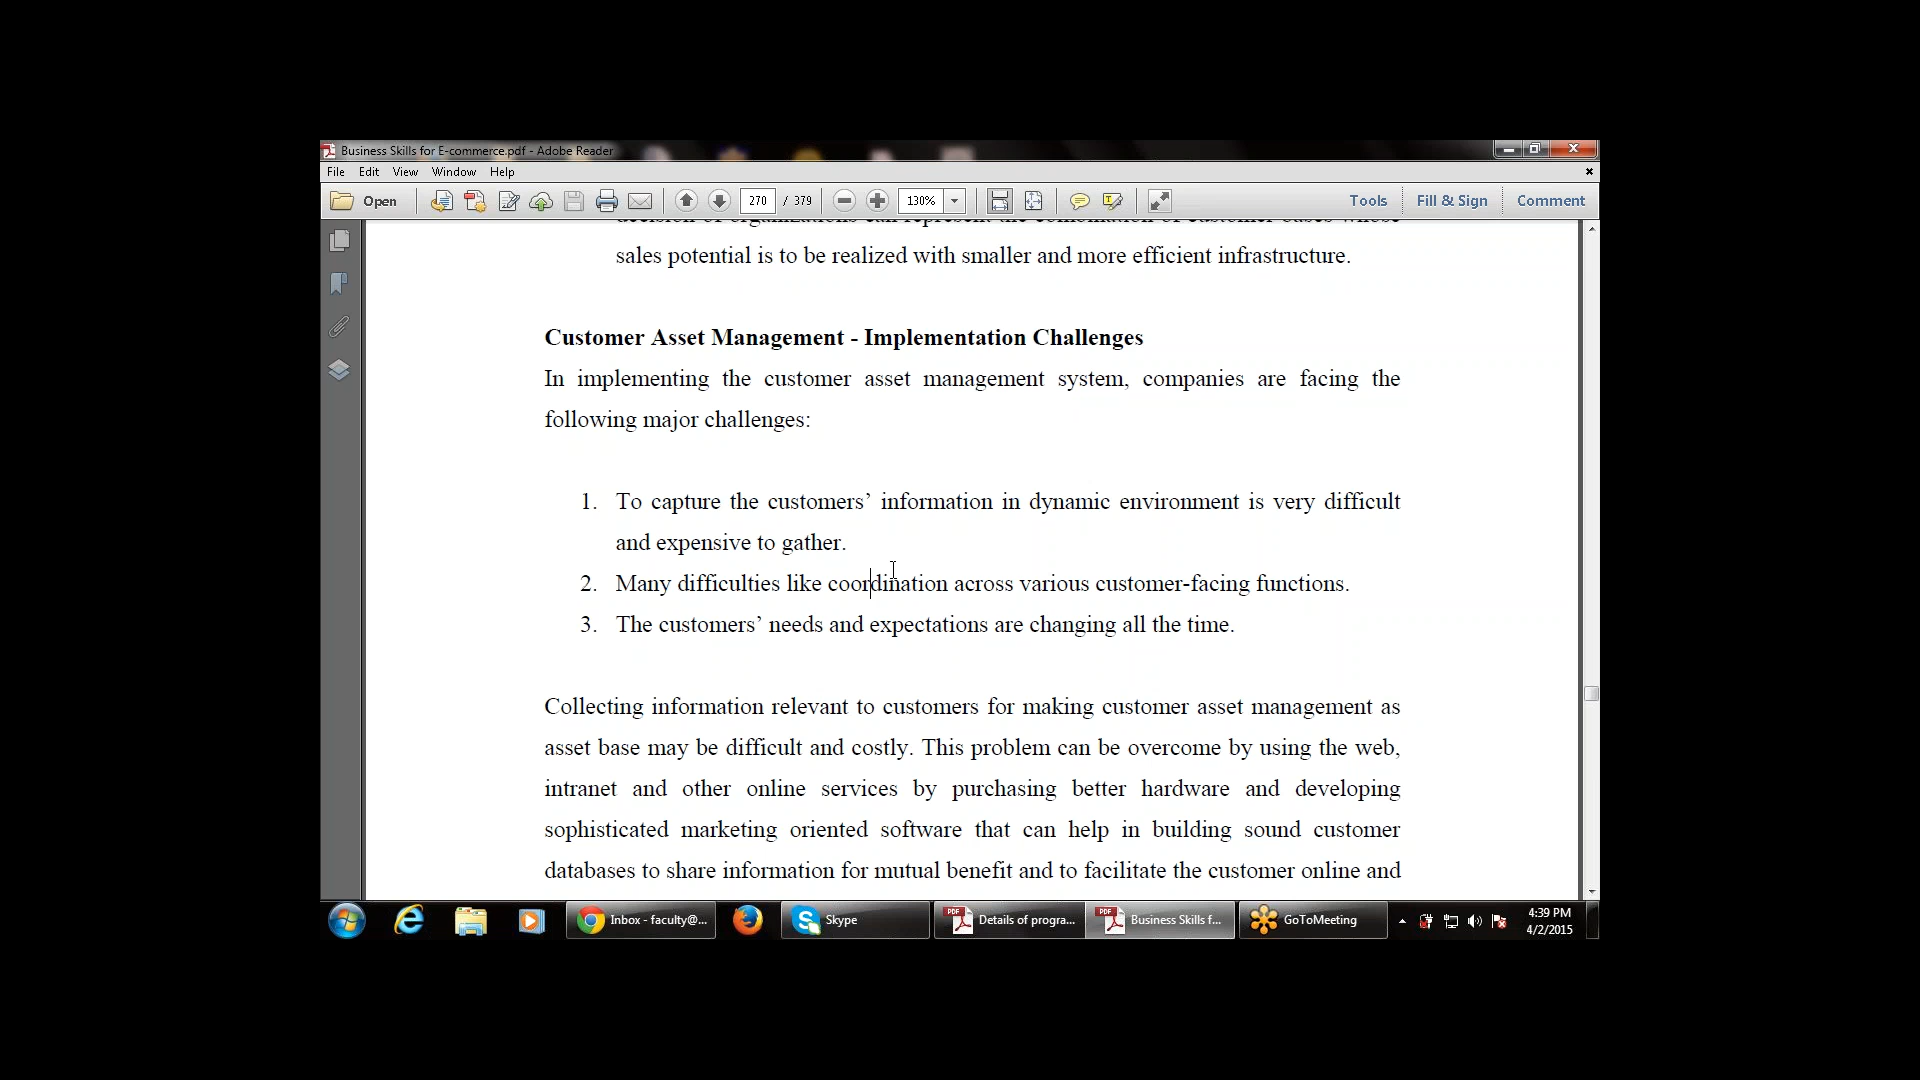 Business Skills for E-commerce.pdf - Adobe Reader
File Edit View Window Help
Open 270 / 379 130% Tools Fill & Sign Comment
sales potential is to be realized with smaller and more efficient infrastructure.
Customer Asset Management - Implementation Challenges
In implementing the customer asset management system, companies are facing the
following major challenges:
1. To capture the customers’ information in dynamic environment is very difficult
and expensive to gather.
2. Many difficulties like coordination across various customer-facing functions.
3. The customers’ needs and expectations are changing all the time.
Collecting information relevant to customers for making customer asset management as
asset base may be difficult and costly. This problem can be overcome by using the web,
intranet and other online services by purchasing better hardware and developing
sophisticated marketing oriented software that can help in building sound customer
databases to share information for mutual benefit and to facilitate the customer online and
Inbox - faculty@... Skype Details of progra... Business Skills f... GoToMeeting 4:39 PM
4/2/2015